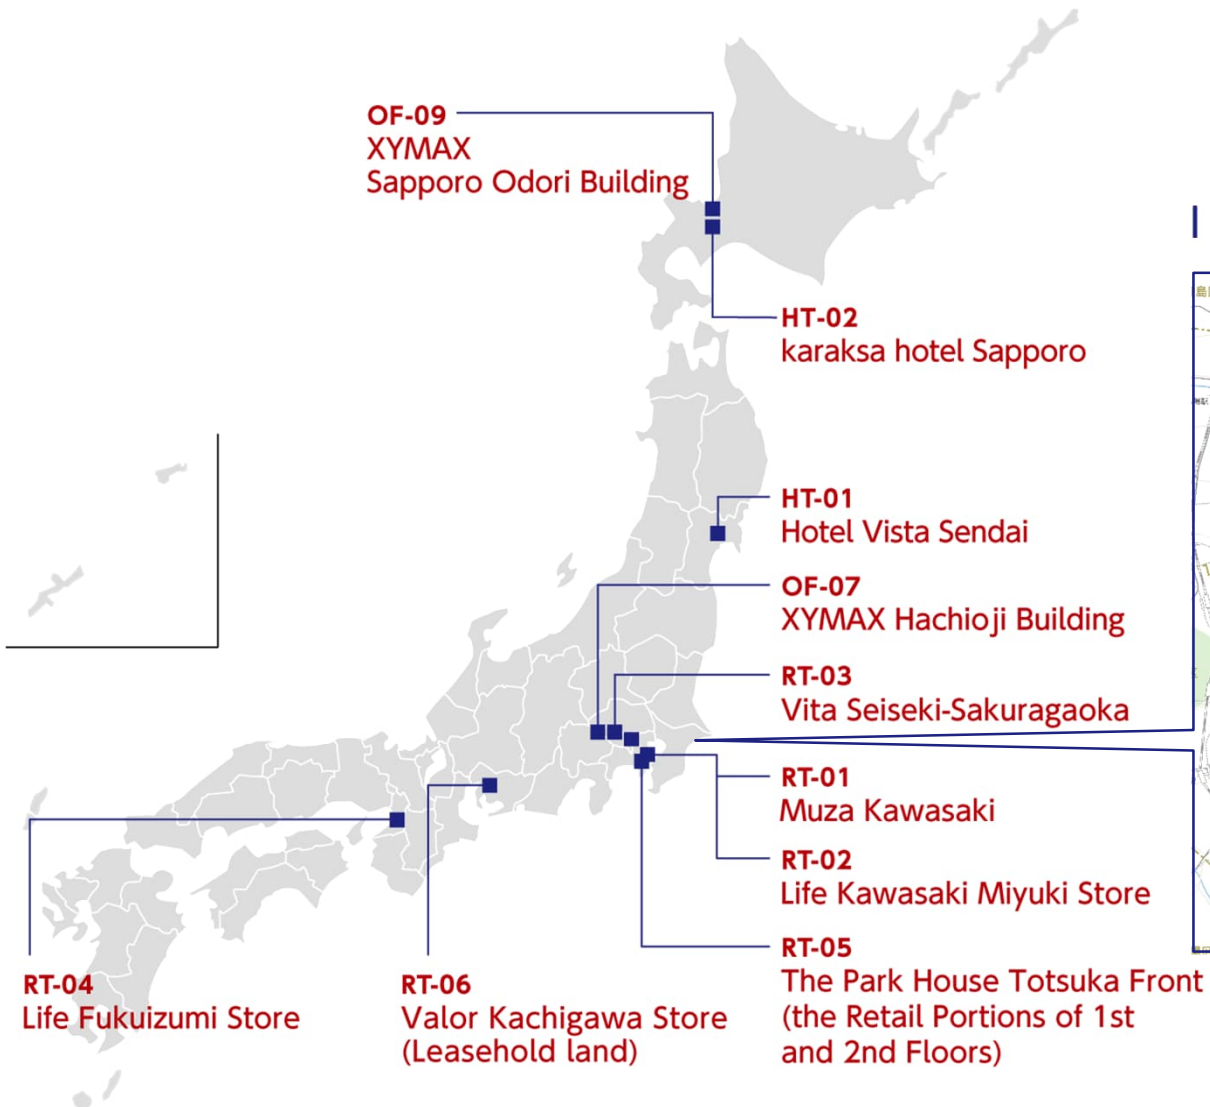 OF-09
XYMAX
Sapporo Odori Building
HT-02
karaksa hotel Sapporo
HT-01
Hotel Vista Sendai
OF-07
XYMAX Hachioji Building
RT-03
Vita Seiseki-Sakuragaoka
RT-01
Muza Kawasaki
RT-02
Life Kawasaki Miyuki Store
RT-05
The Park House Totsuka Front
(the Retail Portions of 1st
and 2nd Floors)
RT-04
Life Fukuizumi Store
RT-06
Valor Kachigawa Store
(Leasehold land)